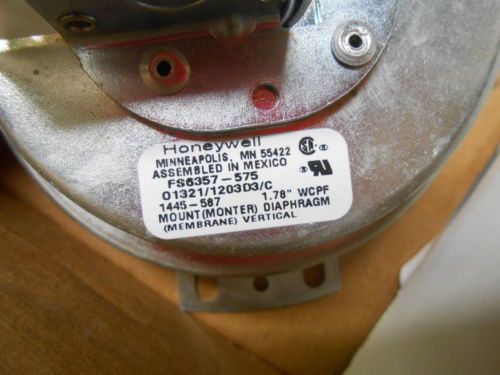 Honeywell
MINNEAPOLIS, MN 55422
ASSEMBLED IN MEXICO
FS6357-575
01321/1203D3/C
1445-587 1.78" WCPF
MOUNT(MONTER) DIAPHRAGM
(MEMBRANE) VERTICAL